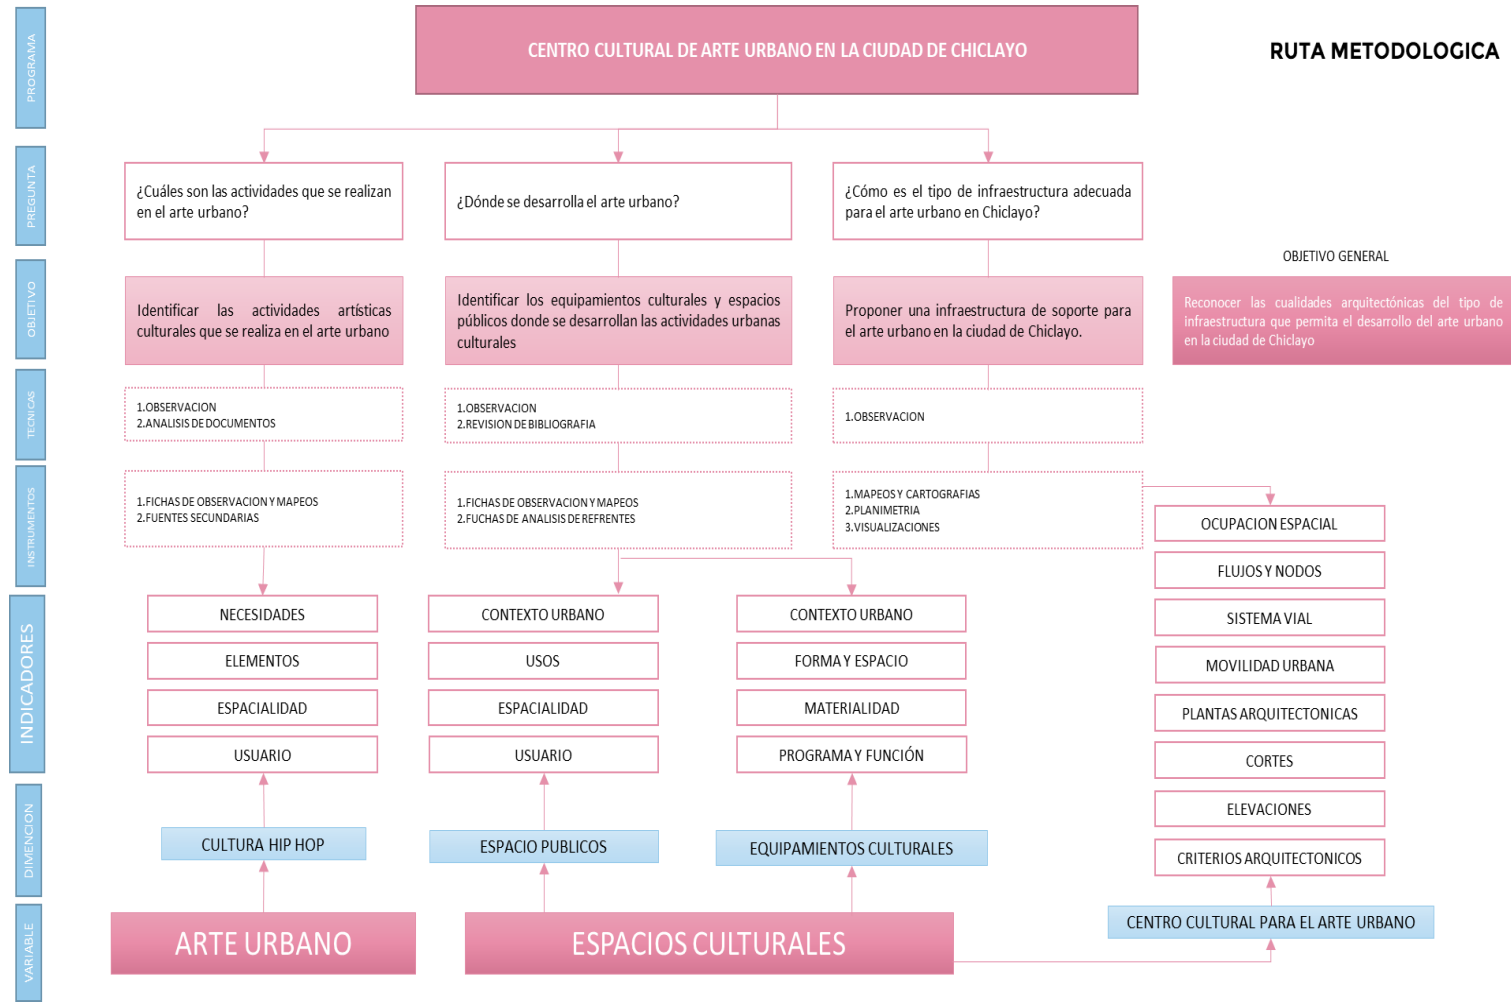 PROGRAMA
CENTRO CULTURAL DE ARTE URBANO EN LA CIUDAD DE CHICLAYO
RUTA METODOLOGICA
PREGUNTA
¿Cuáles son las actividades que se realizan
en el arte urbano?
¿Dónde se desarrolla el arte urbano?
¿Cómo es el tipo de infraestructura adecuada
para el arte urbano en Chiclayo?
OBJETIVO
Identificar las actividades artísticas
culturales que se realiza en el arte urbano
Identificar los equipamientos culturales y espacios
públicos donde se desarrollan las actividades urbanas
culturales
Proponer una infraestructura de soporte para
el arte urbano en la ciudad de Chiclayo.
OBJETIVO GENERAL
Reconocer las cualidades arquitectónicas del tipo de
infraestructura que permita el desarrollo del arte urbano
en la ciudad de Chiclayo
TECNICAS
1.OBSERVACION
2.ANALISIS DE DOCUMENTOS
1.OBSERVACION
2.REVISION DE BIBLIOGRAFIA
1.OBSERVACION
INSTRUMENTOS
1.FICHAS DE OBSERVACION Y MAPEOS
2.FUENTES SECUNDARIAS
1.FICHAS DE OBSERVACION Y MAPEOS
2.FUCHAS DE ANALISIS DE REFRENTES
1.MAPEOS Y CARTOGRAFIAS
2.PLANIMETRIA
3.VISUALIZACIONES
INDICADORES
NECESIDADES
ELEMENTOS
ESPACIALIDAD
USUARIO
CONTEXTO URBANO
USOS
ESPACIALIDAD
USUARIO
CONTEXTO URBANO
FORMA Y ESPACIO
MATERIALIDAD
PROGRAMA Y FUNCIÓN
OCUPACION ESPACIAL
FLUJOS Y NODOS
SISTEMA VIAL
MOVILIDAD URBANA
PLANTAS ARQUITECTONICAS
CORTES
ELEVACIONES
CRITERIOS ARQUITECTONICOS
DIMENCION
CULTURA HIP HOP
ESPACIO PUBLICOS
EQUIPAMIENTOS CULTURALES
CENTRO CULTURAL PARA EL ARTE URBANO
VARIABLE
ARTE URBANO
ESPACIOS CULTURALES